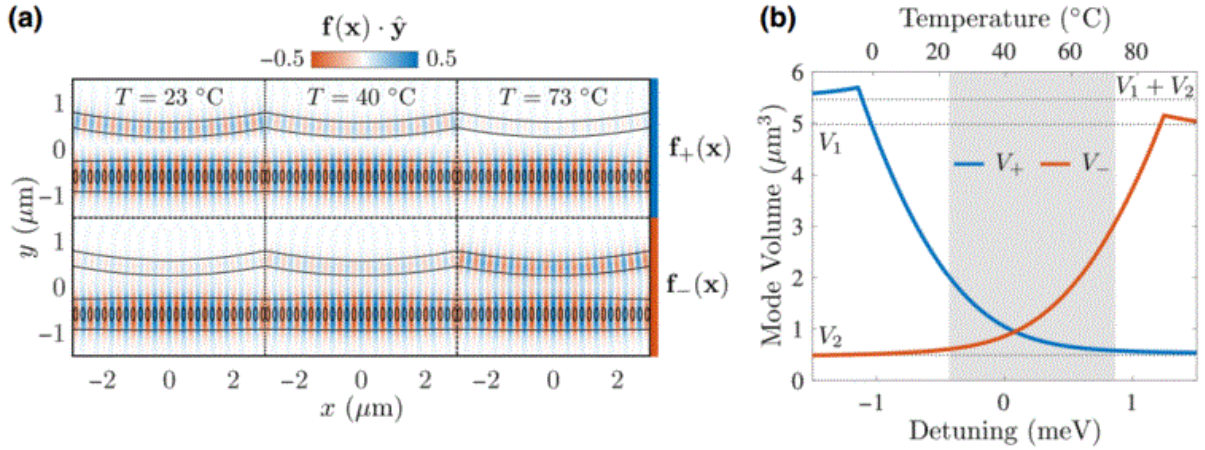 (a)
f(x) · ŷ
−0.5 0.5
T = 23 °C T = 40 °C T = 73 °C
1
0
−1
f₊(x)
1
0
−1
f₋(x)
y (μm)
−2 0 2 −2 0 2 −2 0 2
x (μm)
(b)
Temperature (°C)
0 20 40 60 80
6
5
4
3
2
1
0
Mode Volume (μm³)
V₁ + V₂
V₁
V₊ V₋
V₂
−1 0 1
Detuning (meV)